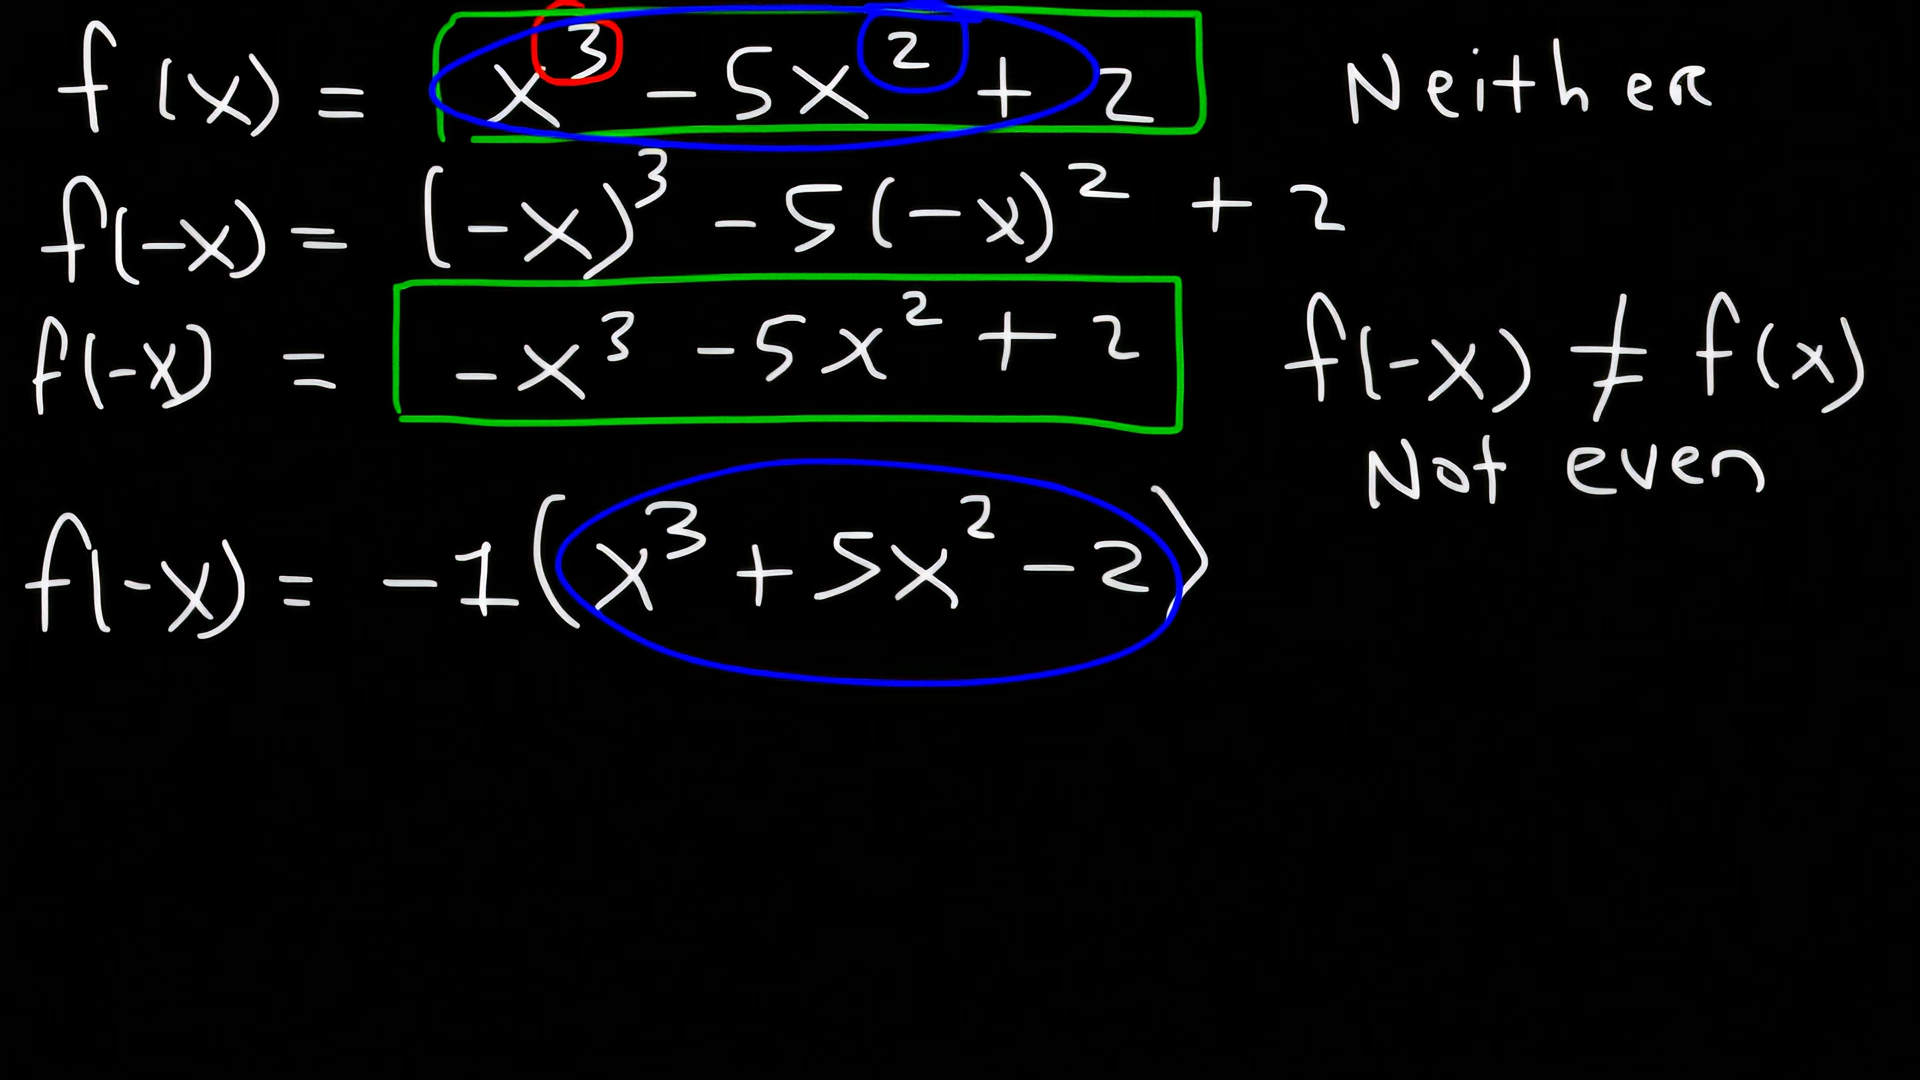 f(x) = x³ - 5x² + 2 Neither
f(-x) = (-x)³ - 5(-x)² + 2
f(-x) = -x³ - 5x² + 2 f(-x) ≠ f(x)
Not even
f(-x) = -1(x³ + 5x² - 2)